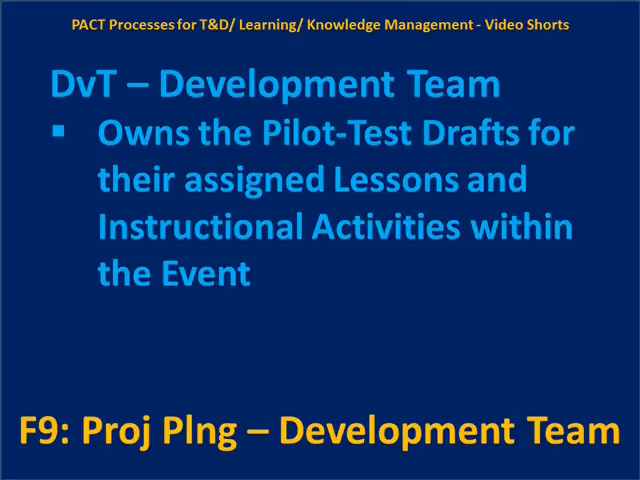 PACT Processes for T&D/ Learning/ Knowledge Management - Video Shorts
DvT – Development Team
▪ Owns the Pilot-Test Drafts for
their assigned Lessons and
Instructional Activities within
the Event
F9: Proj Plng – Development Team